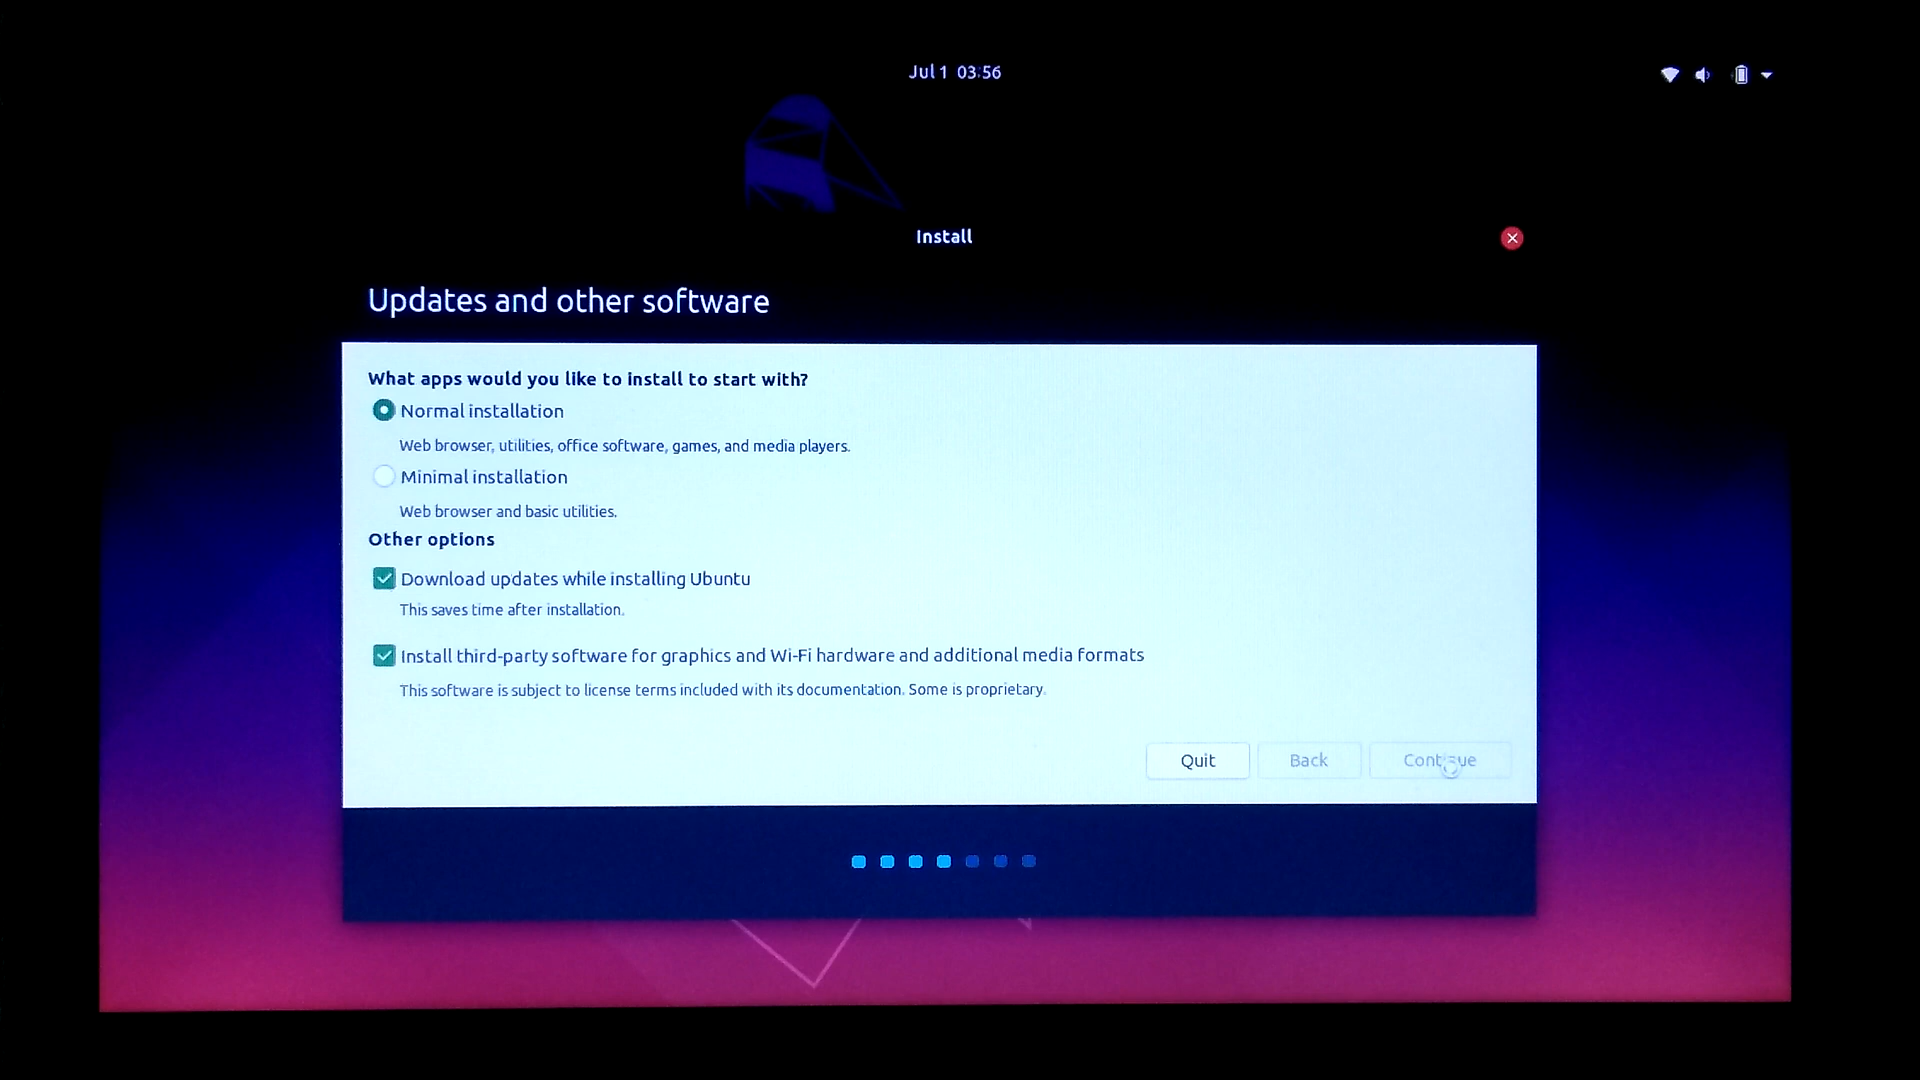 Jul 1 03:56
Install
Updates and other software
What apps would you like to install to start with?
Normal installation
Web browser, utilities, office software, games, and media players.
Minimal installation
Web browser and basic utilities.
Other options
Download updates while installing Ubuntu
This saves time after installation.
Install third-party software for graphics and Wi-Fi hardware and additional media formats
This software is subject to license terms included with its documentation. Some is proprietary.
Quit Back Continue